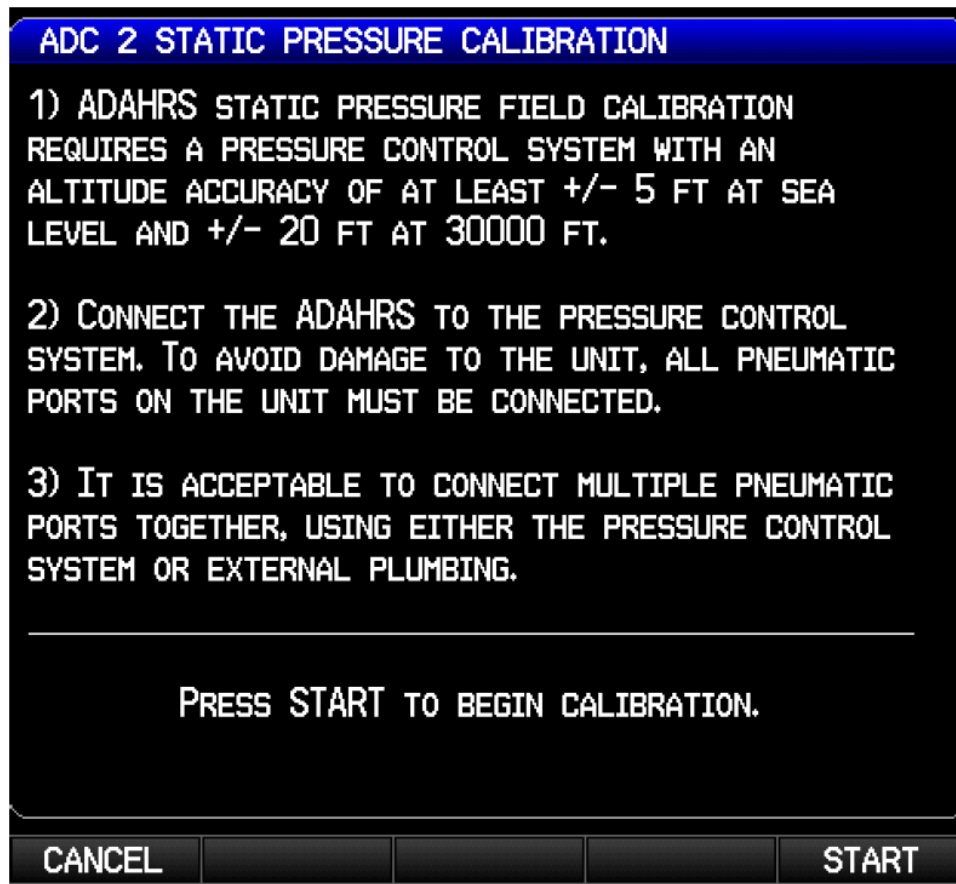 ADC 2 STATIC PRESSURE CALIBRATION
1) ADAHRS STATIC PRESSURE FIELD CALIBRATION
REQUIRES A PRESSURE CONTROL SYSTEM WITH AN
ALTITUDE ACCURACY OF AT LEAST +/- 5 FT AT SEA
LEVEL AND +/- 20 FT AT 30000 FT.
2) CONNECT THE ADAHRS TO THE PRESSURE CONTROL
SYSTEM. TO AVOID DAMAGE TO THE UNIT, ALL PNEUMATIC
PORTS ON THE UNIT MUST BE CONNECTED.
3) IT IS ACCEPTABLE TO CONNECT MULTIPLE PNEUMATIC
PORTS TOGETHER, USING EITHER THE PRESSURE CONTROL
SYSTEM OR EXTERNAL PLUMBING.
PRESS START TO BEGIN CALIBRATION.
CANCEL START